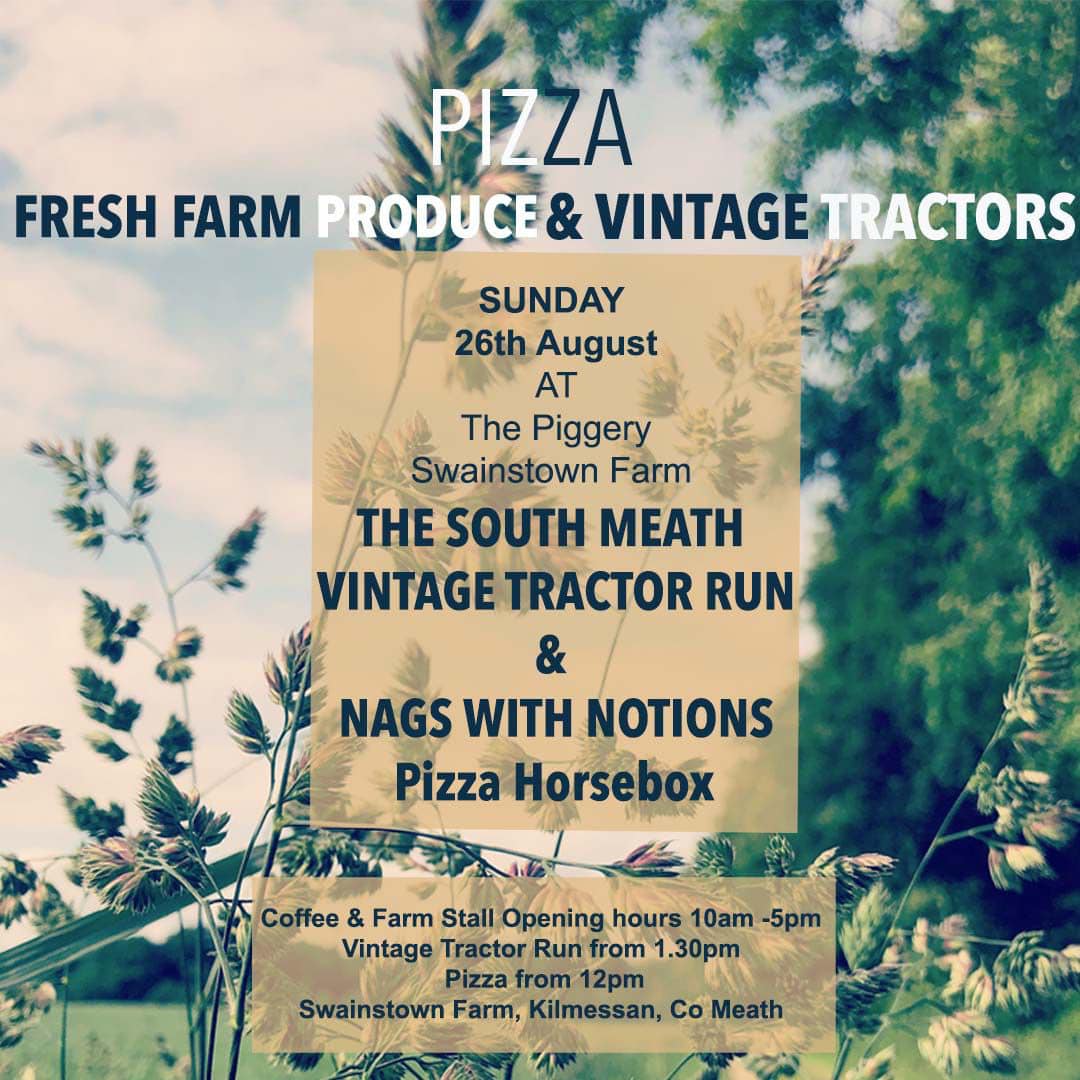 PIZZA
FRESH FARM PRODUCE & VINTAGE TRACTORS
SUNDAY
26th August
AT
The Piggery
Swainstown Farm
THE SOUTH MEATH
VINTAGE TRACTOR RUN
&
NAGS WITH NOTIONS
Pizza Horsebox
Coffee & Farm Stall Opening hours 10am -5pm
Vintage Tractor Run from 1.30pm
Pizza from 12pm
Swainstown Farm, Kilmessan, Co Meath